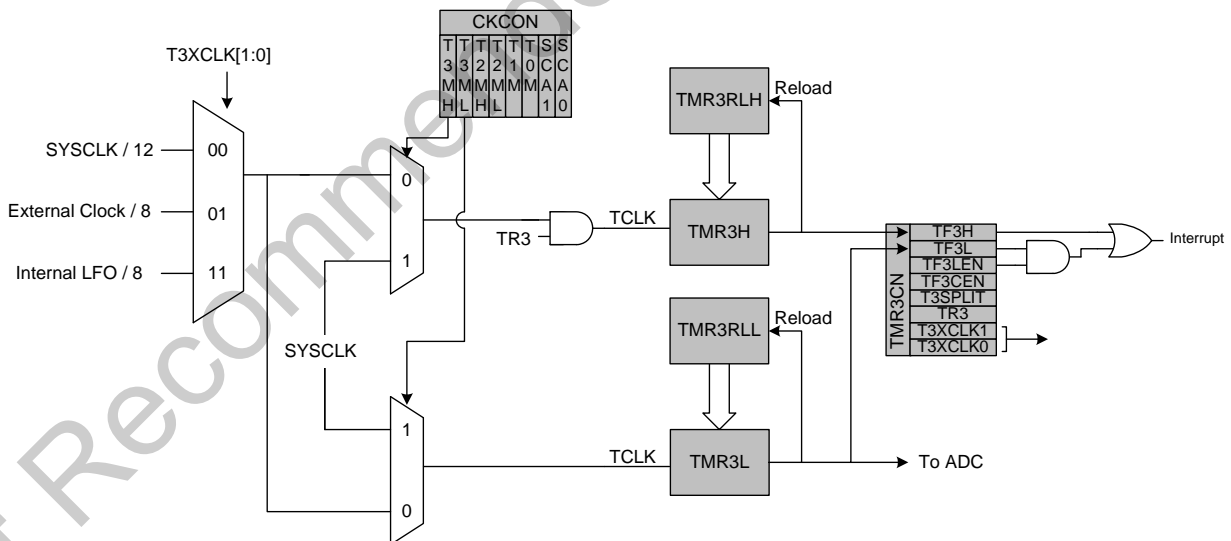 t Recommende
T3XCLK[1:0]
SYSCLK / 12
External Clock / 8
Internal LFO / 8
00
01
11
CKCON
T3MH
T3ML
T2MH
T2ML
T1M
T0M
SCA1
SCA0
0
1
SYSCLK
1
0
TR3
TCLK
TMR3RLH
Reload
TMR3H
TCLK
TMR3RLL
Reload
TMR3L
To ADC
TMR3CN
TF3H
TF3L
TF3LEN
TF3CEN
T3SPLIT
TR3
T3XCLK1
T3XCLK0
Interrupt